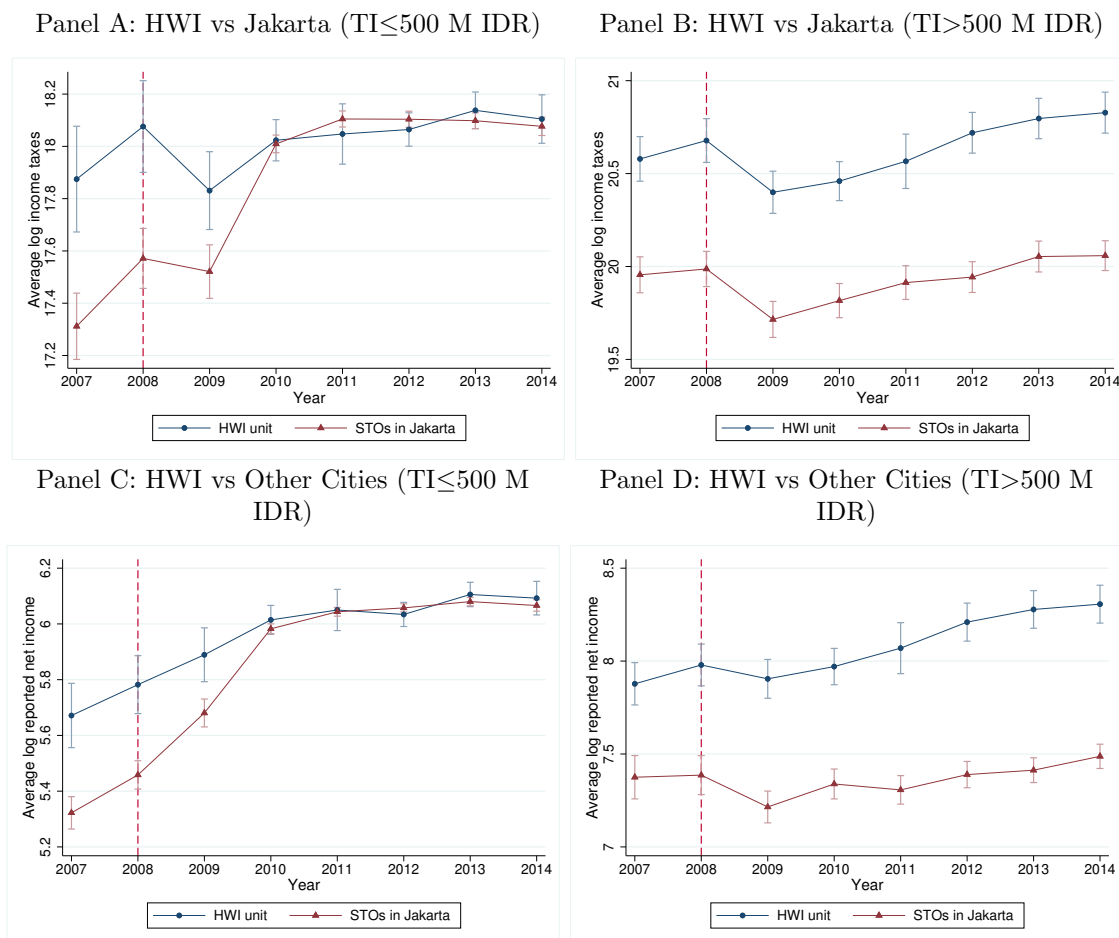 Panel A: HWI vs Jakarta (TI≤500 M IDR)
Average log income taxes
18.2
18
17.8
17.6
17.4
17.2
2007 2008 2009 2010 2011 2012 2013 2014
Year
HWI unit STOs in Jakarta
Panel B: HWI vs Jakarta (TI>500 M IDR)
Average log income taxes
21
20.5
20
19.5
2007 2008 2009 2010 2011 2012 2013 2014
Year
HWI unit STOs in Jakarta
Panel C: HWI vs Other Cities (TI≤500 M
IDR)
Average log reported net income
6.2
6
5.8
5.6
5.4
5.2
2007 2008 2009 2010 2011 2012 2013 2014
Year
HWI unit STOs in Jakarta
Panel D: HWI vs Other Cities (TI>500 M
IDR)
Average log reported net income
8.5
8
7.5
7
2007 2008 2009 2010 2011 2012 2013 2014
Year
HWI unit STOs in Jakarta